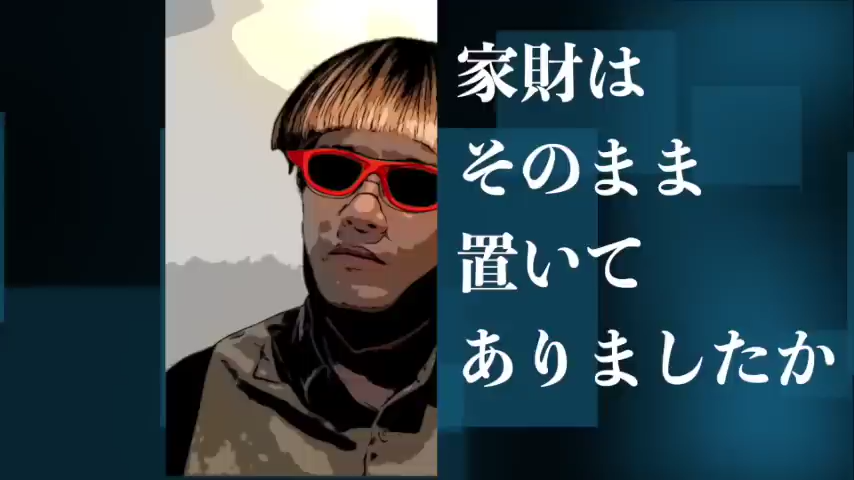 家財は
そのまま
置いて
ありましたか